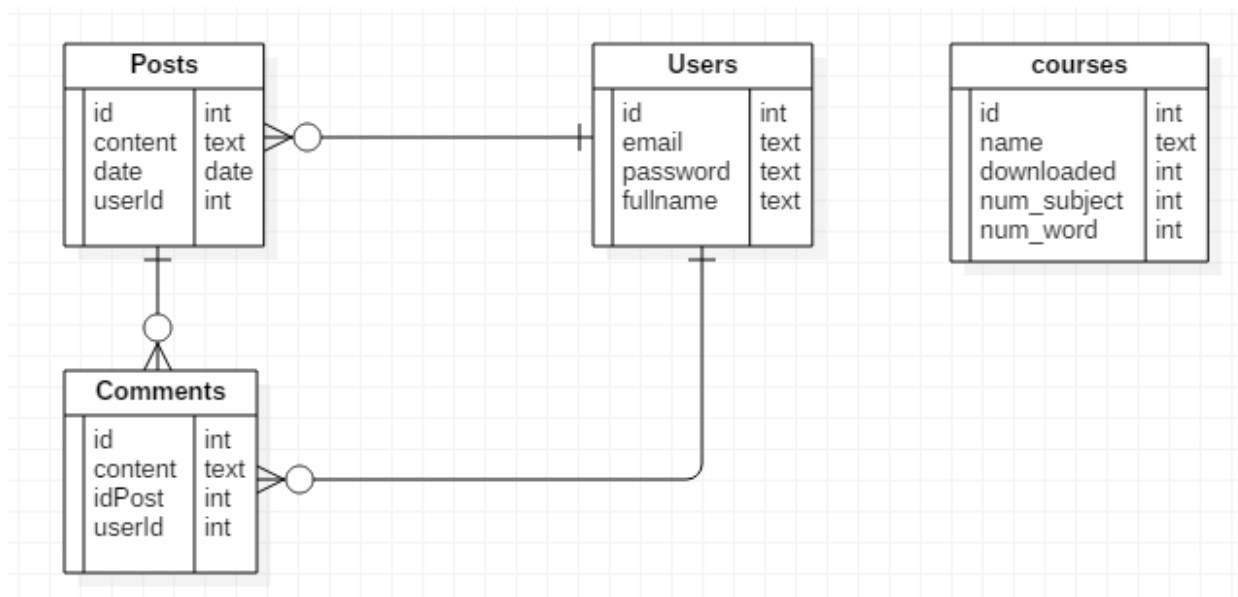 Posts
id int
content text
date date
userId int
Users
id int
email text
password text
fullname text
courses
id int
name text
downloaded int
num_subject int
num_word int
Comments
id int
content text
idPost int
userId int